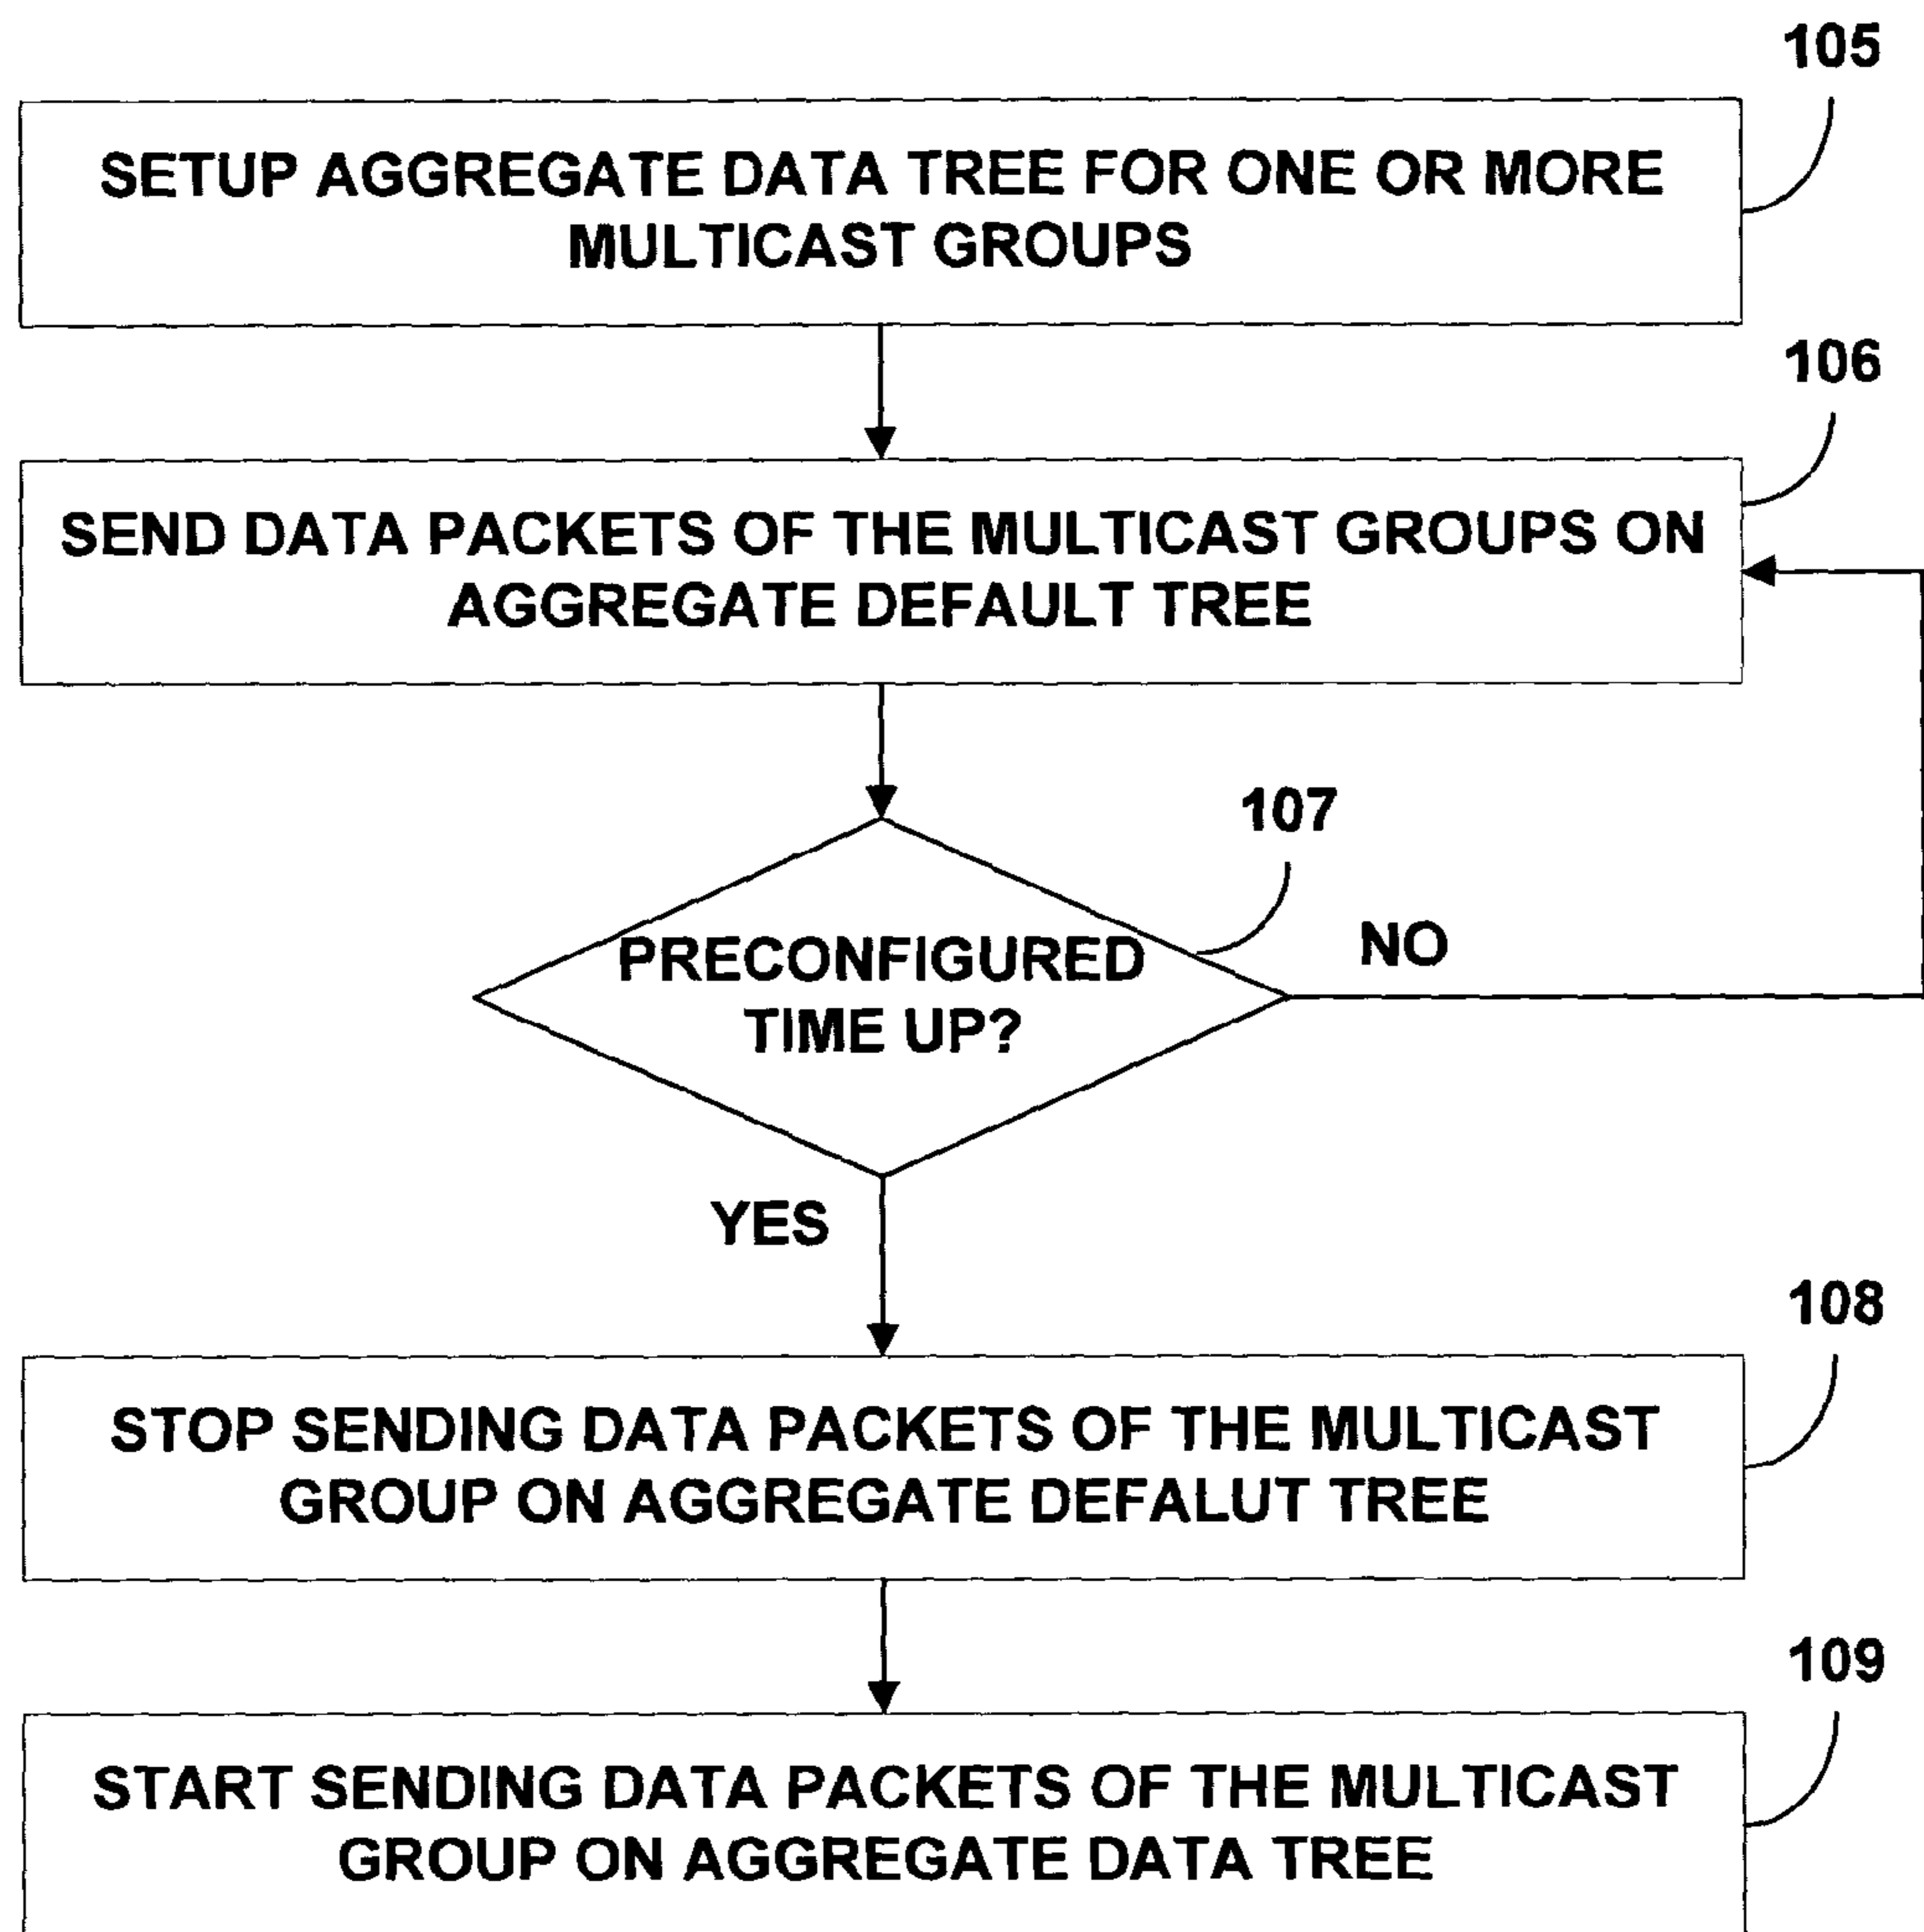 105
SETUP AGGREGATE DATA TREE FOR ONE OR MORE
MULTICAST GROUPS
106
SEND DATA PACKETS OF THE MULTICAST GROUPS ON
AGGREGATE DEFAULT TREE
107
PRECONFIGURED
TIME UP?
NO
YES
108
STOP SENDING DATA PACKETS OF THE MULTICAST
GROUP ON AGGREGATE DEFALUT TREE
109
START SENDING DATA PACKETS OF THE MULTICAST
GROUP ON AGGREGATE DATA TREE